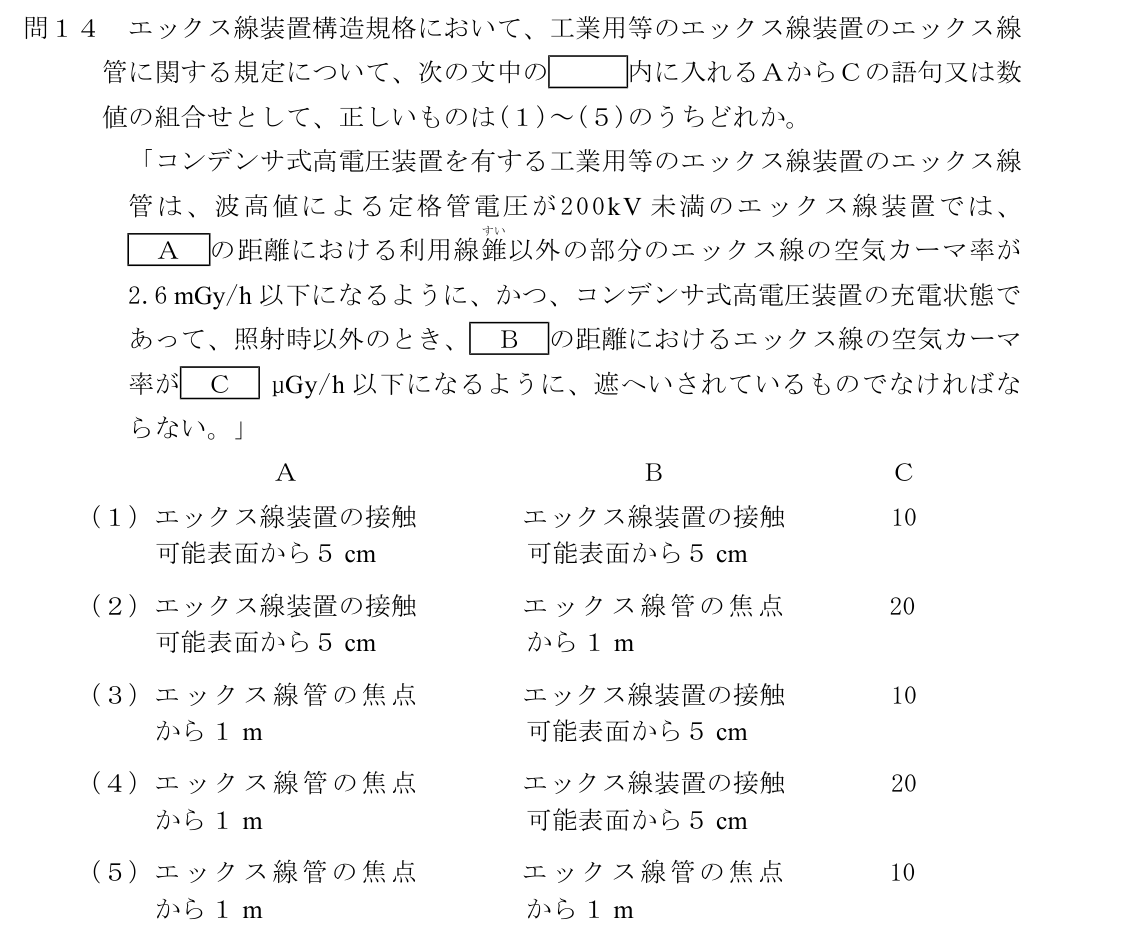 問１４　エックス線装置構造規格において、工業用等のエックス線装置のエックス線
管に関する規定について、次の文中の　　　内に入れるＡからＣの語句又は数
値の組合せとして、正しいものは(１)～(５)のうちどれか。
「コンデンサ式高電圧装置を有する工業用等のエックス線装置のエックス線
管は、波高値による定格管電圧が200kV 未満のエックス線装置では、
すい
Ａ の距離における利用線錐以外の部分のエックス線の空気カーマ率が
2.6 mGy/h 以下になるように、かつ、コンデンサ式高電圧装置の充電状態で
あって、照射時以外のとき、 Ｂ の距離におけるエックス線の空気カーマ
率が Ｃ µGy/h 以下になるように、遮へいされているものでなければな
らない。」
Ａ　Ｂ　Ｃ
（１）エックス線装置の接触　エックス線装置の接触　10
可能表面から５ cm　可能表面から５ cm
（２）エックス線装置の接触　エックス線管の焦点　20
可能表面から５ cm　から１ m
（３）エックス線管の焦点　エックス線装置の接触　10
から１ m　可能表面から５ cm
（４）エックス線管の焦点　エックス線装置の接触　20
から１ m　可能表面から５ cm
（５）エックス線管の焦点　エックス線管の焦点　10
から１ m　から１ m